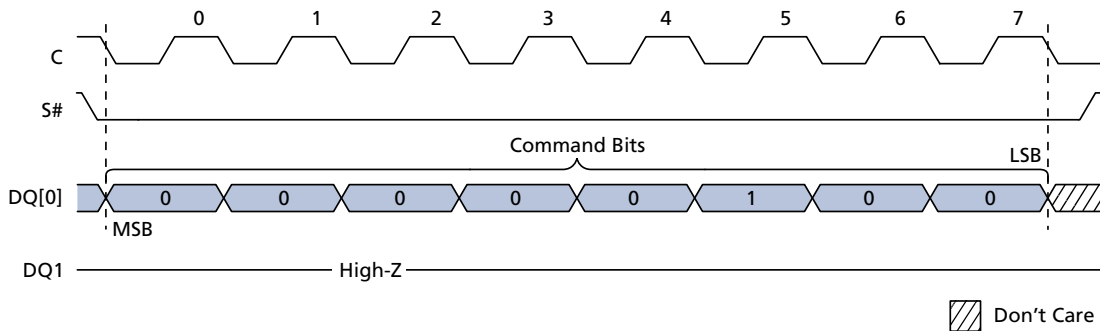 0 1 2 3 4 5 6 7
C
S#
Command Bits
LSB
DQ[0] 0 0 0 0 0 1 0 0
MSB
DQ1 High-Z
Don't Care